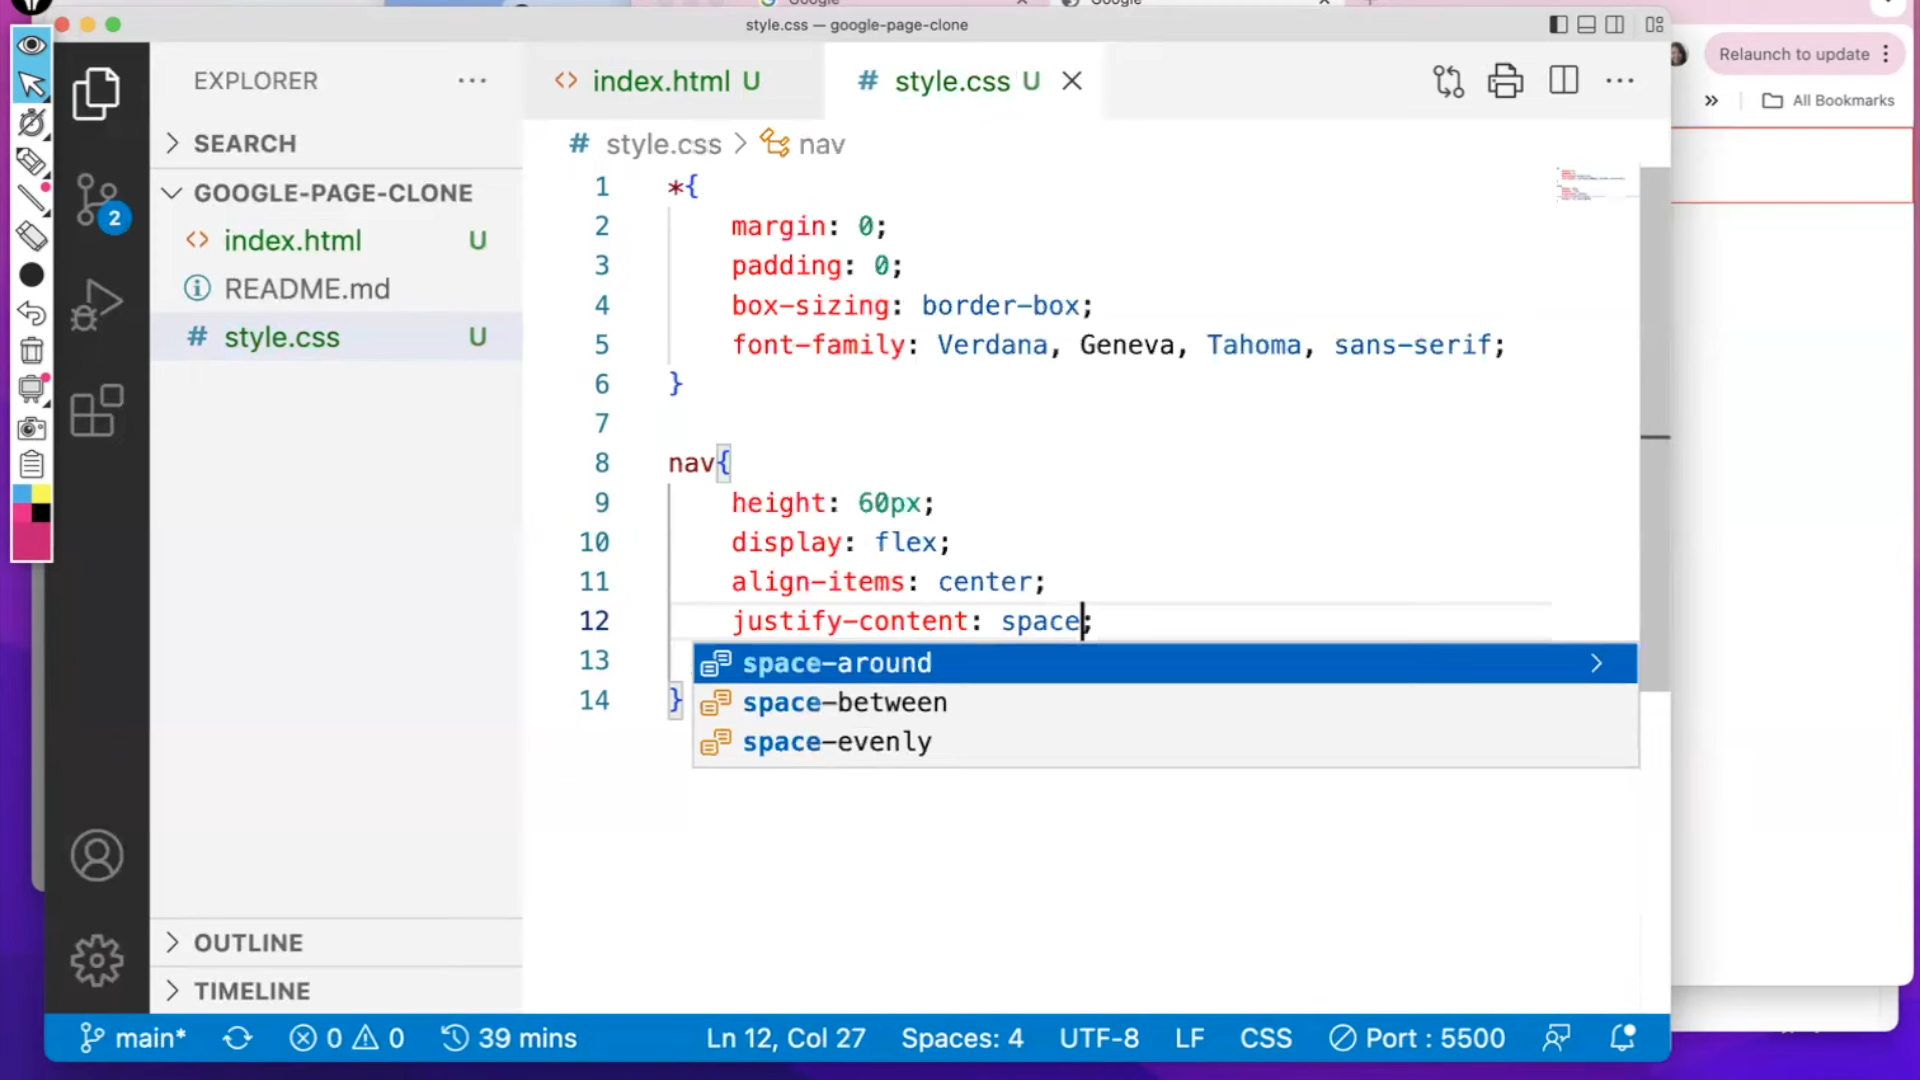 Google
Google
style.css — google-page-clone
Relaunch to update
EXPLORER
index.html U
# style.css U
All Bookmarks
SEARCH
# style.css > nav
GOOGLE-PAGE-CLONE
index.html U
README.md
# style.css U
1 *{
2 margin: 0;
3 padding: 0;
4 box-sizing: border-box;
5 font-family: Verdana, Geneva, Tahoma, sans-serif;
6 }
7
8 nav{
9 height: 60px;
10 display: flex;
11 align-items: center;
12 justify-content: space;
13
14 }
space-around
space-between
space-evenly
2
OUTLINE
TIMELINE
main* 0 0 39 mins Ln 12, Col 27 Spaces: 4 UTF-8 LF CSS Port : 5500